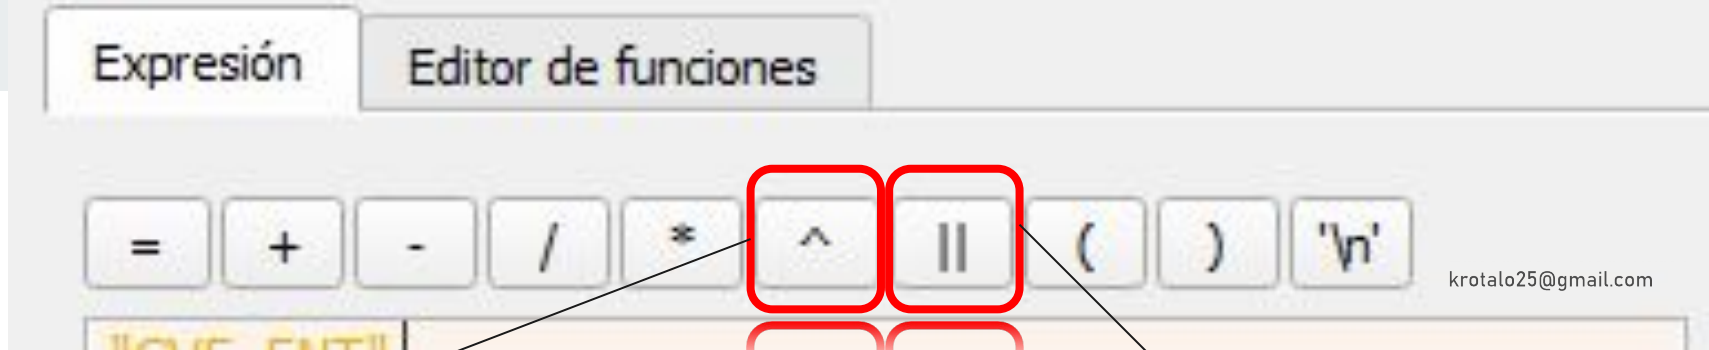 Expresión Editor de funciones
= + - / * ^ || ( ) '\n'
krotalo25@gmail.com